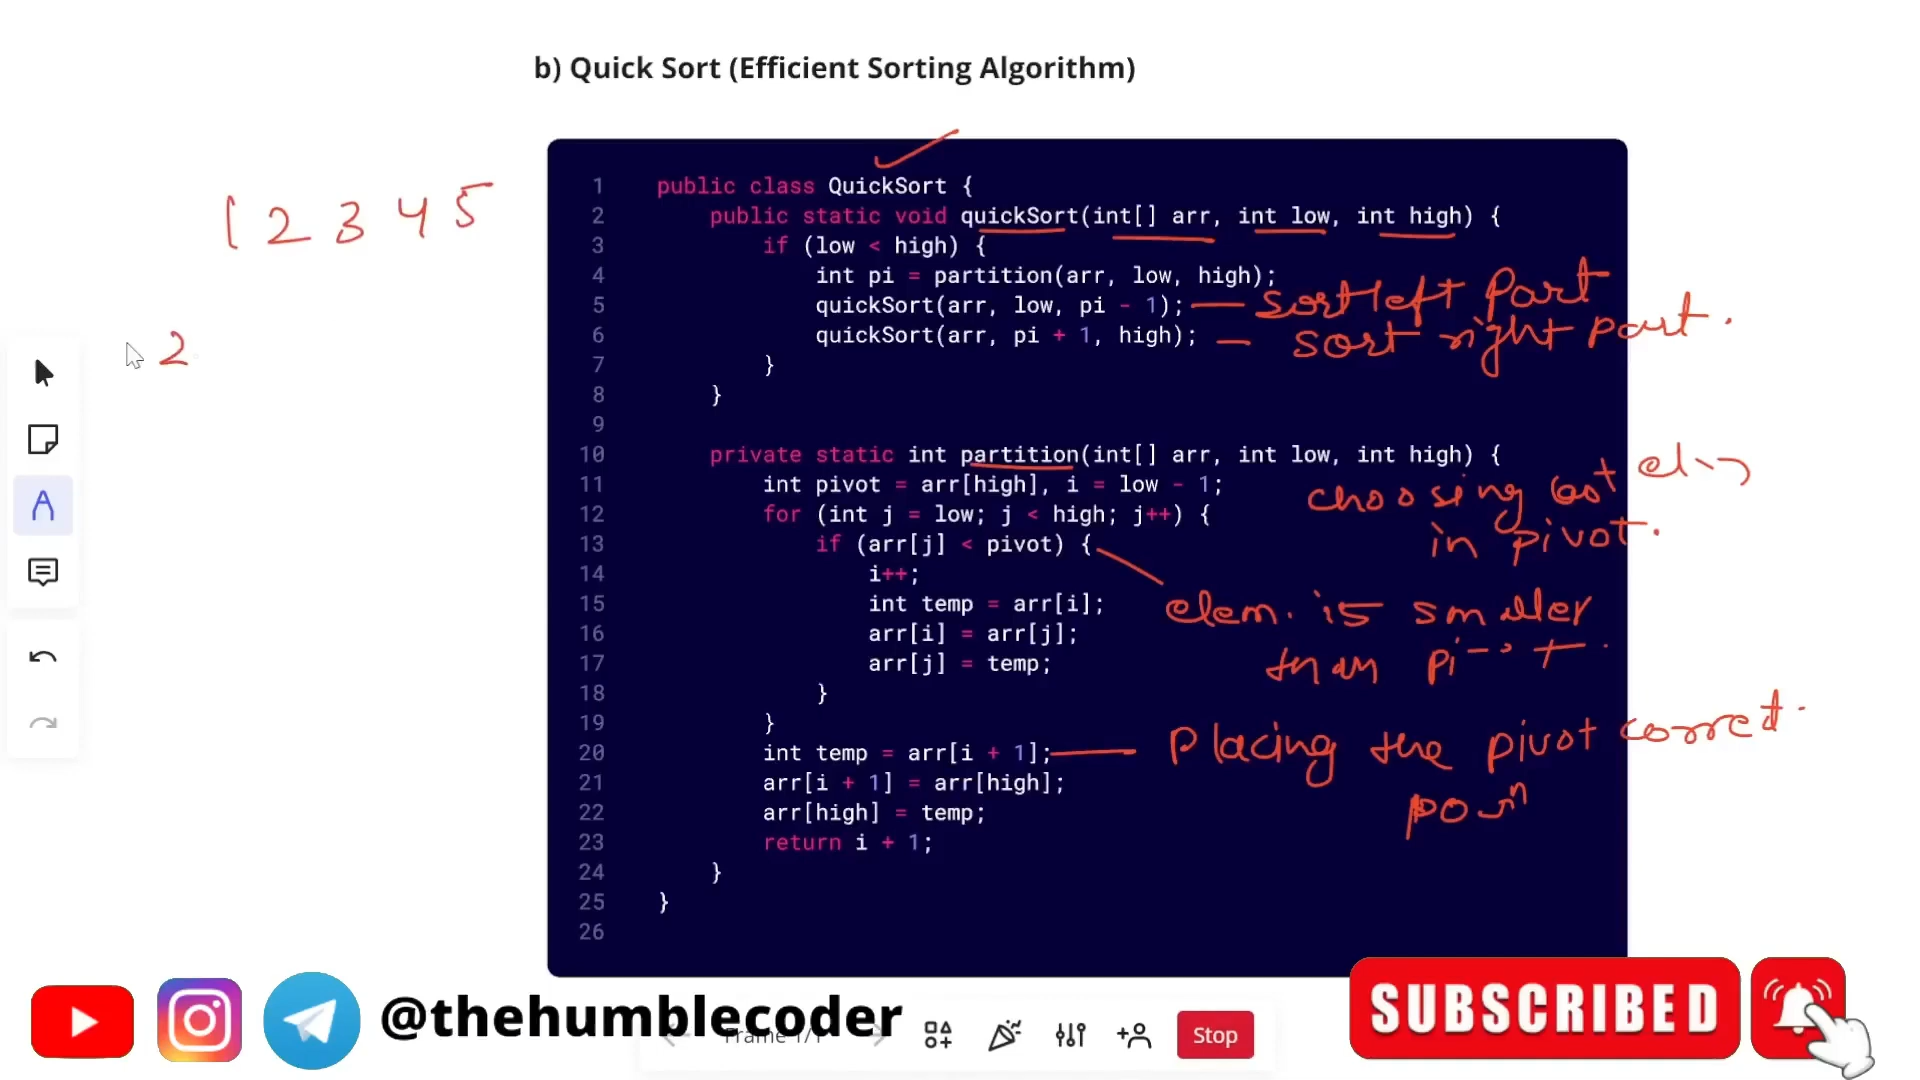 b) Quick Sort (Efficient Sorting Algorithm)
1 2 3 4 5
2
1 public class QuickSort {
2 public static void quickSort(int[] arr, int low, int high) {
3 if (low < high) {
4 int pi = partition(arr, low, high);
5 quickSort(arr, low, pi - 1); sort left part
6 quickSort(arr, pi + 1, high); sort right part.
7 }
8 }
9
10 private static int partition(int[] arr, int low, int high) {
11 int pivot = arr[high], i = low - 1;
choosing
in pivot.
12 for (int j = low; j < high; j++) {
13 if (arr[j] < pivot) {
14 i++;
15 int temp = arr[i];
elem. is smaller
16 arr[i] = arr[j];
17 arr[j] = temp;
than
18 }
19 }
20 int temp = arr[i + 1]; Placing the pivot correct.
21 arr[i + 1] = arr[high];
22 arr[high] = temp;
23 return i + 1;
24 }
25 }
26
@thehumblecoder
Frame 1/1
Stop
SUBSCRIBED